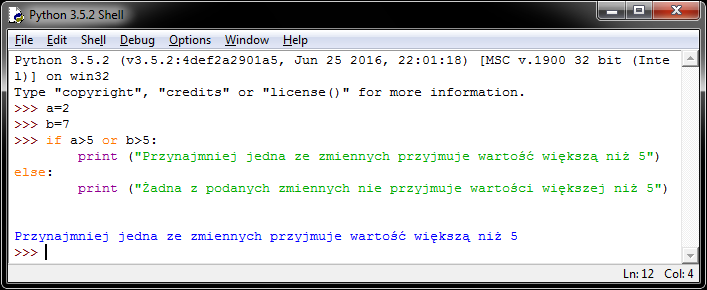 Python 3.5.2 Shell
File Edit Shell Debug Options Window Help
Python 3.5.2 (v3.5.2:4def2a2901a5, Jun 25 2016, 22:01:18) [MSC v.1900 32 bit (Inte
l)] on win32
Type "copyright", "credits" or "license()" for more information.
>>> a=2
>>> b=7
>>> if a>5 or b>5:
        print ("Przynajmniej jedna ze zmiennych przyjmuje wartość większą niż 5")
else:
        print ("Żadna z podanych zmiennych nie przyjmuje wartości większej niż 5")
Przynajmniej jedna ze zmiennych przyjmuje wartość większą niż 5
>>>
Ln: 12 Col: 4